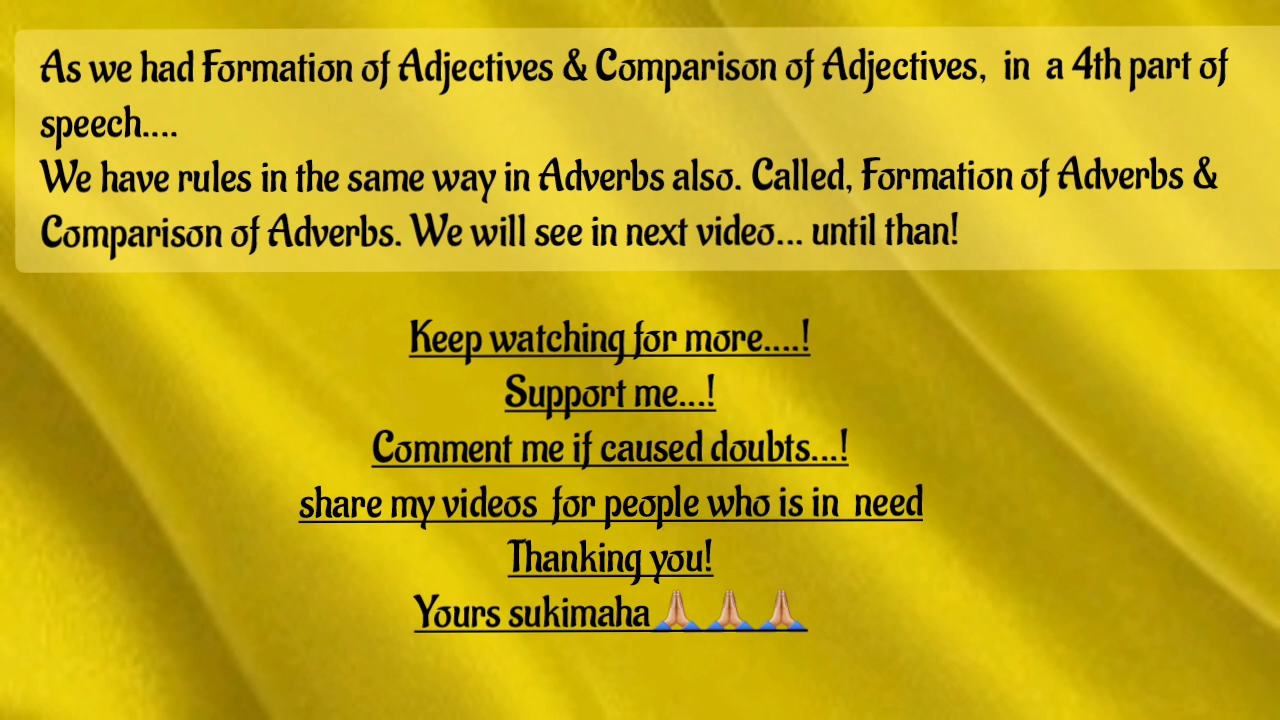 As we had Formation of Adjectives & Comparison of Adjectives,  in  a 4th part of
speech....
We have rules in the same way in Adverbs also. Called, Formation of Adverbs &
Comparison of Adverbs. We will see in next video... until than!
Keep watching for more....!
Support me...!
Comment me if caused doubts...!
share my videos  for people who is in  need
Thanking you!
Yours sukimaha🙏🏼🙏🏼🙏🏼